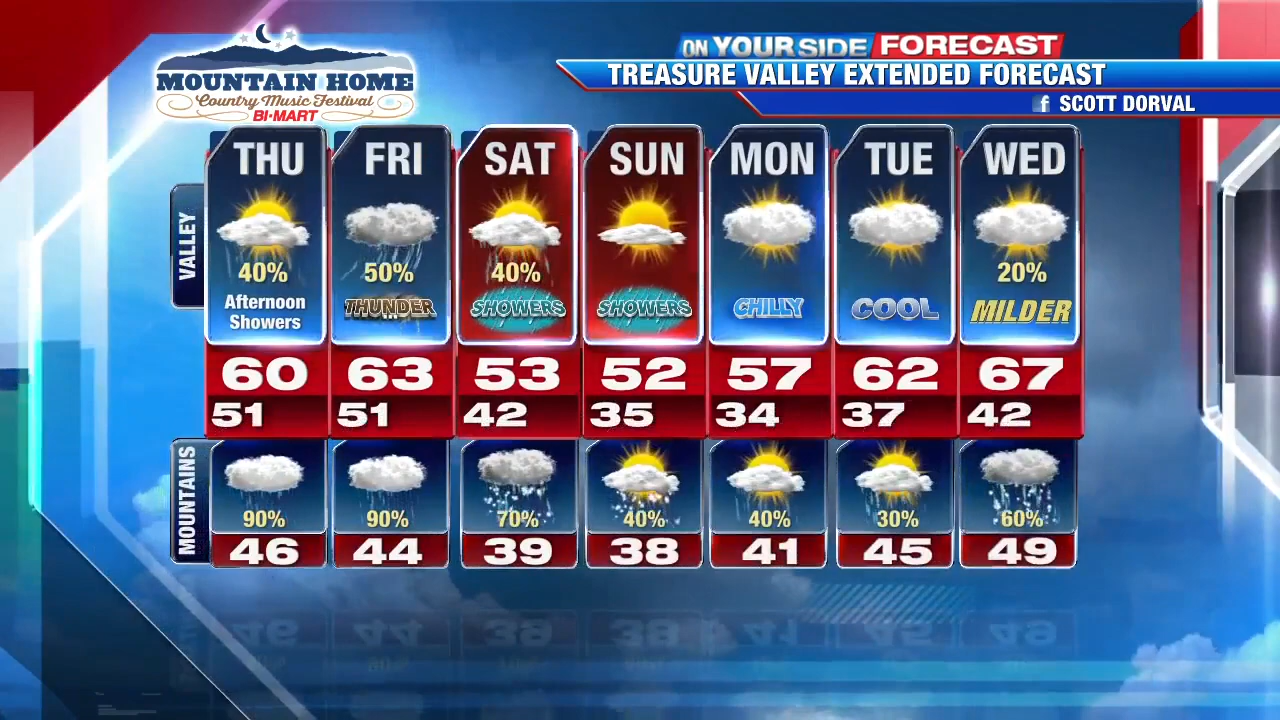 MOUNTAIN HOME
Country Music Festival
BI-MART
ON YOUR SIDE FORECAST
TREASURE VALLEY EXTENDED FORECAST
f SCOTT DORVAL
THU FRI SAT SUN MON TUE WED
VALLEY
40% 50% 40% 20%
Afternoon
Showers
THUNDER SHOWERS SHOWERS CHILLY COOL MILDER
60 63 53 52 57 62 67
51 51 42 35 34 37 42
MOUNTAINS
90% 90% 70% 40% 40% 30% 60%
46 44 39 38 41 45 49